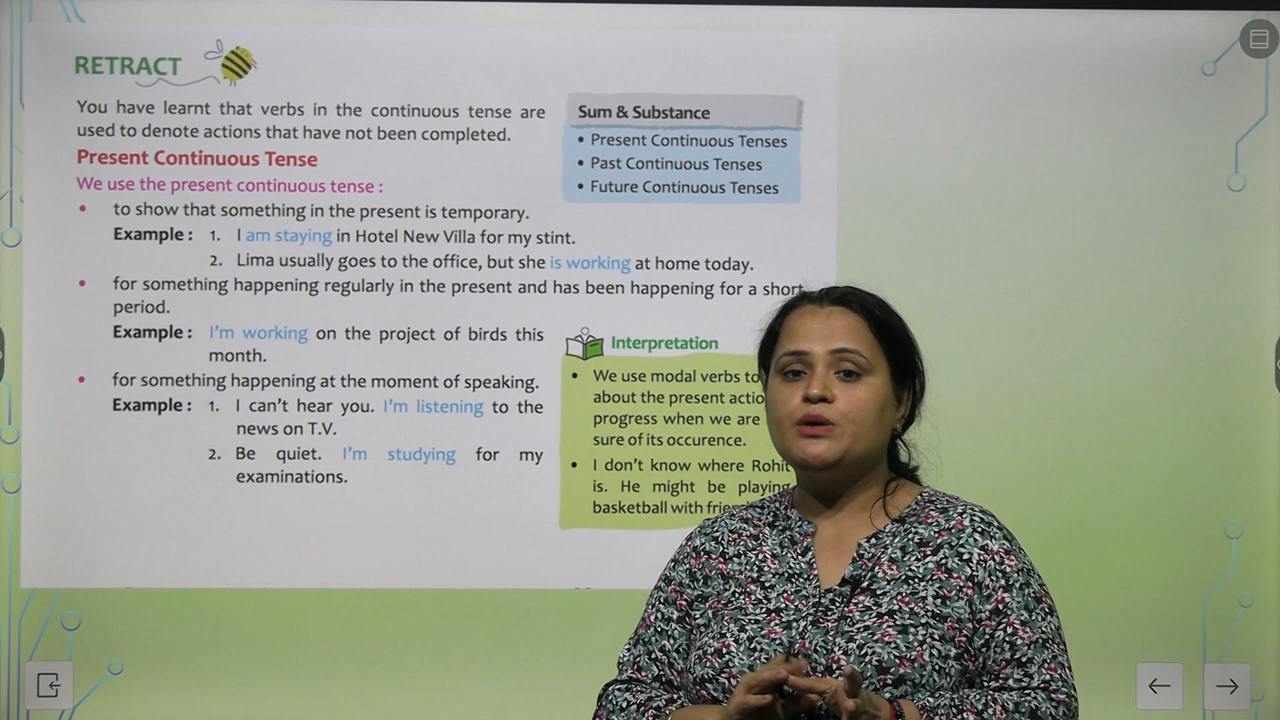 RETRACT
You have learnt that verbs in the continuous tense are
used to denote actions that have not been completed.
Sum & Substance
• Present Continuous Tenses
• Past Continuous Tenses
• Future Continuous Tenses
Present Continuous Tense
We use the present continuous tense :
• to show that something in the present is temporary.
Example : 1. I am staying in Hotel New Villa for my stint.
2. Lima usually goes to the office, but she is working at home today.
• for something happening regularly in the present and has been happening for a short
period.
Example : I'm working on the project of birds this
month.
• for something happening at the moment of speaking.
Example : 1. I can't hear you. I'm listening to the
news on T.V.
2. Be quiet. I'm studying for my
examinations.
Interpretation
• We use modal verbs to
about the present
progress when we are
sure of its occurence.
• I don't know where Rohit
is. He might be playing
basketball with